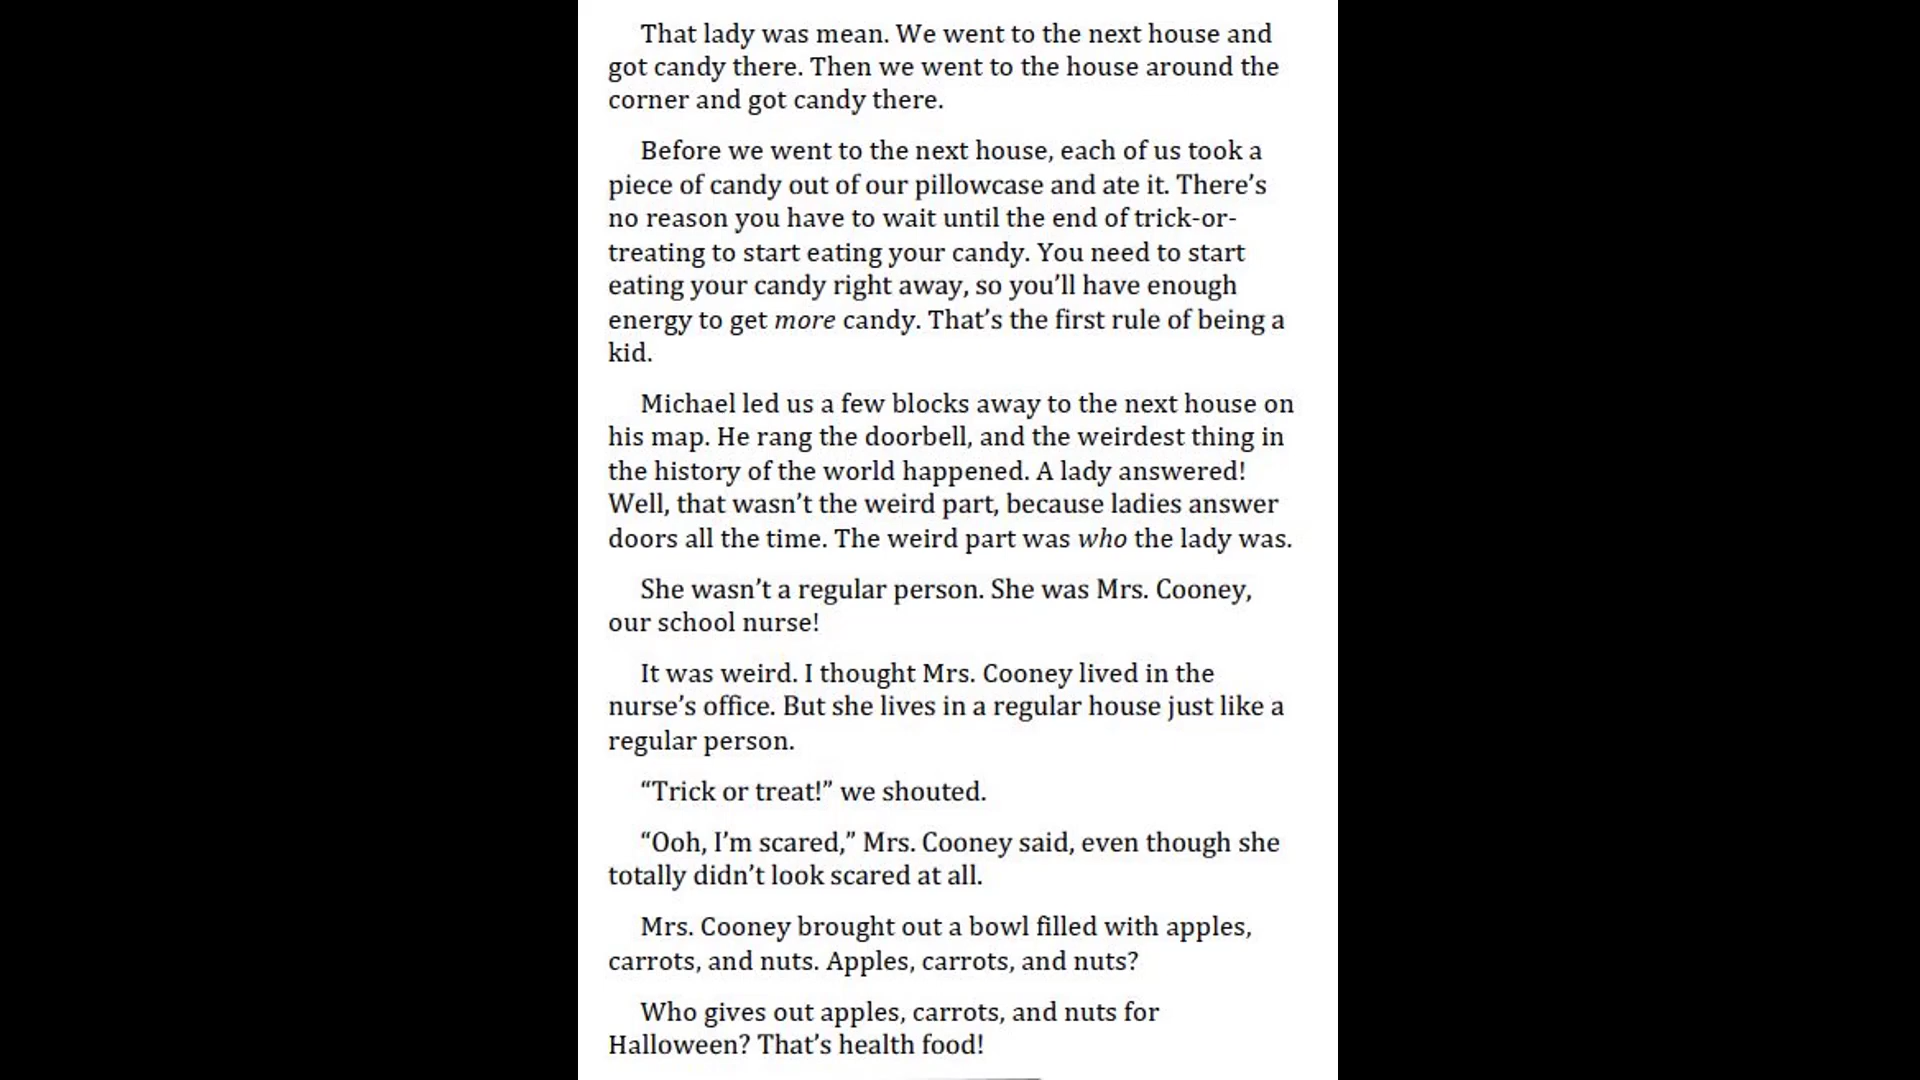 That lady was mean. We went to the next house and
got candy there. Then we went to the house around the
corner and got candy there.
Before we went to the next house, each of us took a
piece of candy out of our pillowcase and ate it. There’s
no reason you have to wait until the end of trick-or-
treating to start eating your candy. You need to start
eating your candy right away, so you’ll have enough
energy to get more candy. That’s the first rule of being a
kid.
Michael led us a few blocks away to the next house on
his map. He rang the doorbell, and the weirdest thing in
the history of the world happened. A lady answered!
Well, that wasn’t the weird part, because ladies answer
doors all the time. The weird part was who the lady was.
She wasn’t a regular person. She was Mrs. Cooney,
our school nurse!
It was weird. I thought Mrs. Cooney lived in the
nurse’s office. But she lives in a regular house just like a
regular person.
“Trick or treat!” we shouted.
“Ooh, I’m scared,” Mrs. Cooney said, even though she
totally didn’t look scared at all.
Mrs. Cooney brought out a bowl filled with apples,
carrots, and nuts. Apples, carrots, and nuts?
Who gives out apples, carrots, and nuts for
Halloween? That’s health food!